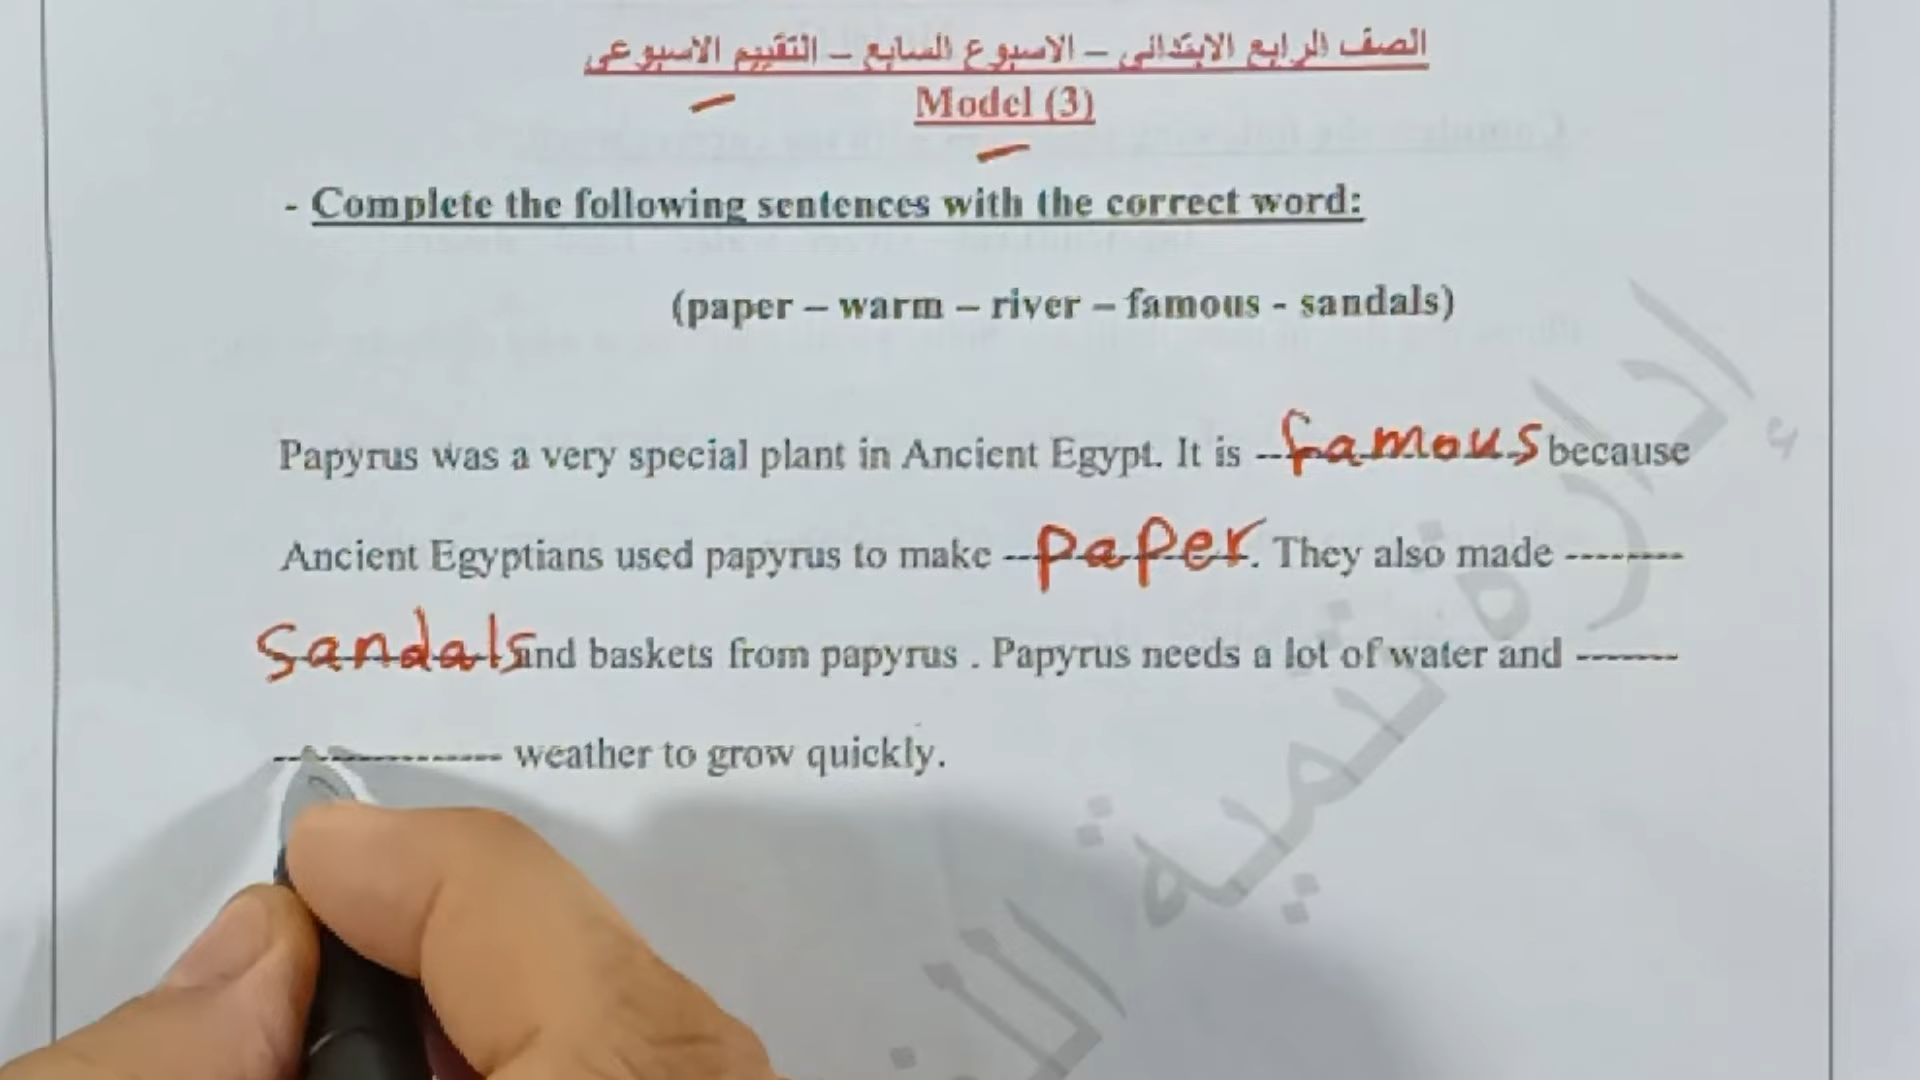 الصف الرابع الابتدائى – الاسبوع السابع – التقييم الاسبوعى
Model (3)
- Complete the following sentences with the correct word:
(paper – warm – river – famous - sandals)
Papyrus was a very special plant in Ancient Egypt. It is --famous because
Ancient Egyptians used papyrus to make --paper. They also made --------
sandals and baskets from papyrus . Papyrus needs a lot of water and -------
--------------- weather to grow quickly.
إدارة تنمية